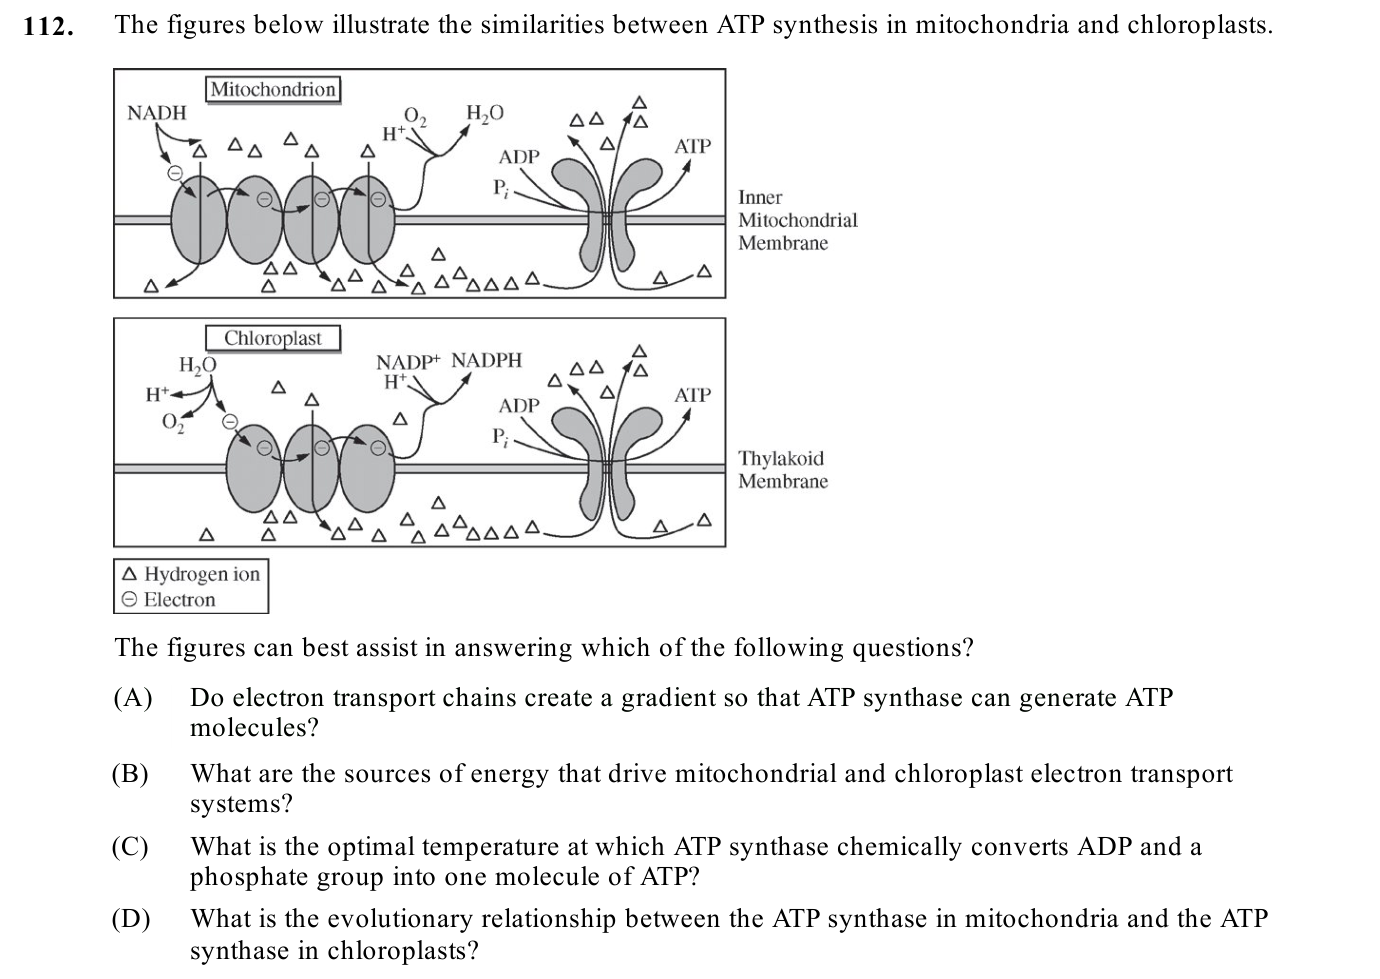 112. The figures below illustrate the similarities between ATP synthesis in mitochondria and chloroplasts.
Mitochondrion
NADH
O₂
H₂O
H⁺
ADP
ATP
Pᵢ
Inner
Mitochondrial
Membrane
Chloroplast
H₂O
NADP⁺ NADPH
H⁺
H⁺
O₂
ADP
ATP
Pᵢ
Thylakoid
Membrane
Δ Hydrogen ion
⊖ Electron
The figures can best assist in answering which of the following questions?
(A) Do electron transport chains create a gradient so that ATP synthase can generate ATP
molecules?
(B) What are the sources of energy that drive mitochondrial and chloroplast electron transport
systems?
(C) What is the optimal temperature at which ATP synthase chemically converts ADP and a
phosphate group into one molecule of ATP?
(D) What is the evolutionary relationship between the ATP synthase in mitochondria and the ATP
synthase in chloroplasts?